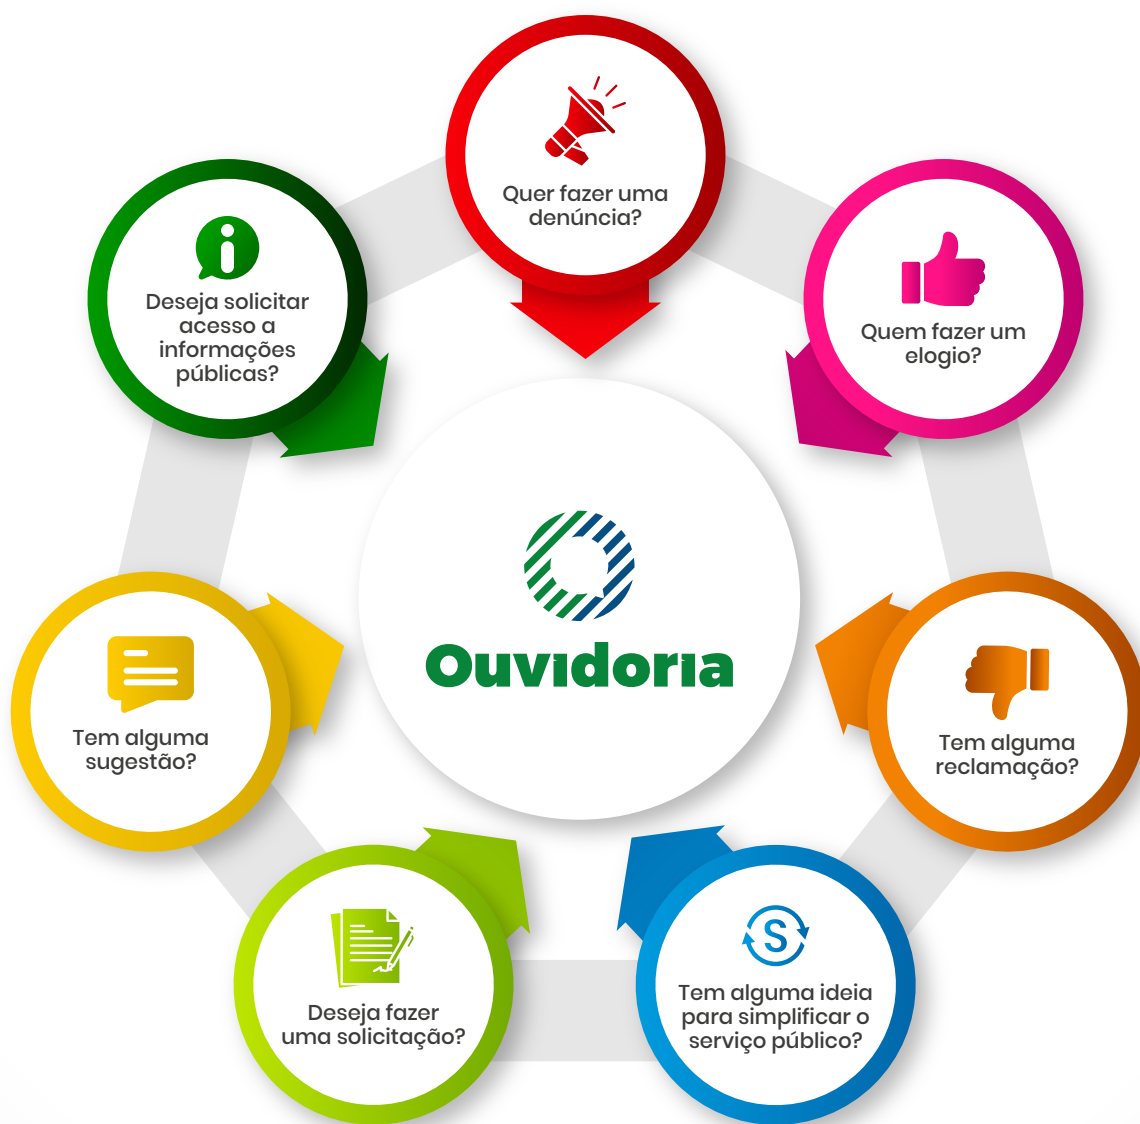 Quer fazer uma
denúncia?
Quem fazer um
elogio?
Deseja solicitar
acesso a
informações
públicas?
Ouvidoria
Tem alguma
sugestão?
Tem alguma
reclamação?
Deseja fazer
uma solicitação?
S
Tem alguma ideia
para simplificar o
serviço público?